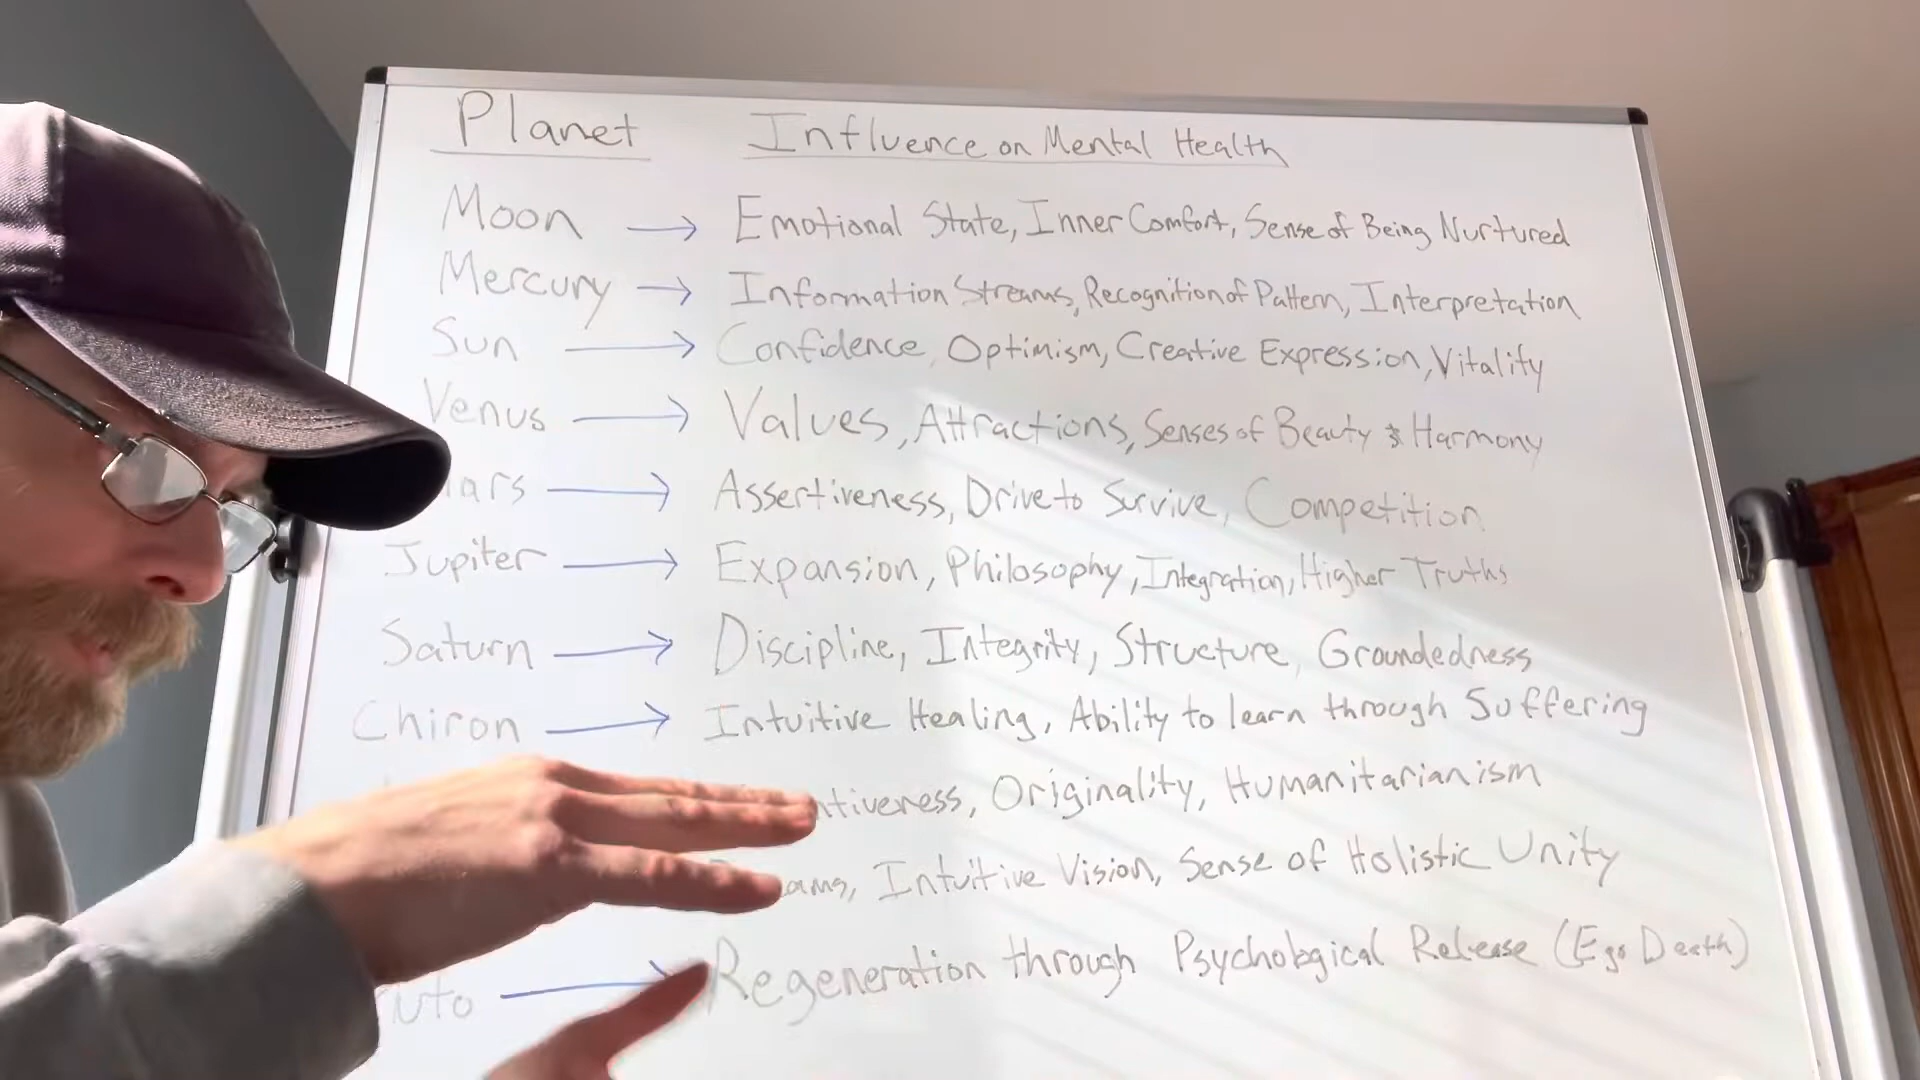 Planet Influence on Mental Health
Moon → Emotional State, Inner Comfort, Sense of Being Nurtured
Mercury → Information Streams, Recognition of Pattern, Interpretation
Sun → Confidence, Optimism, Creative Expression, Vitality
Venus → Values, Attractions, Senses of Beauty & Harmony
ars → Assertiveness, Drive to Survive, Competition
Jupiter → Expansion, Philosophy, Integration, Higher Truths
Saturn → Discipline, Integrity, Structure, Groundedness
Chiron → Intuitive Healing, Ability to learn through Suffering
ntiveness, Originality, Humanitarianism
ams, Intuitive Vision, Sense of Holistic Unity
uto → Regeneration through Psychological Release (Ego Death)